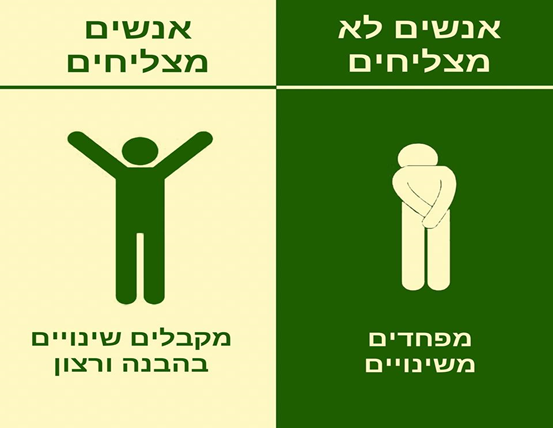 אנשים לא
מצליחים
מפחדים
משינויים
אנשים
מצליחים
מקבלים שינויים
בהבנה ורצון